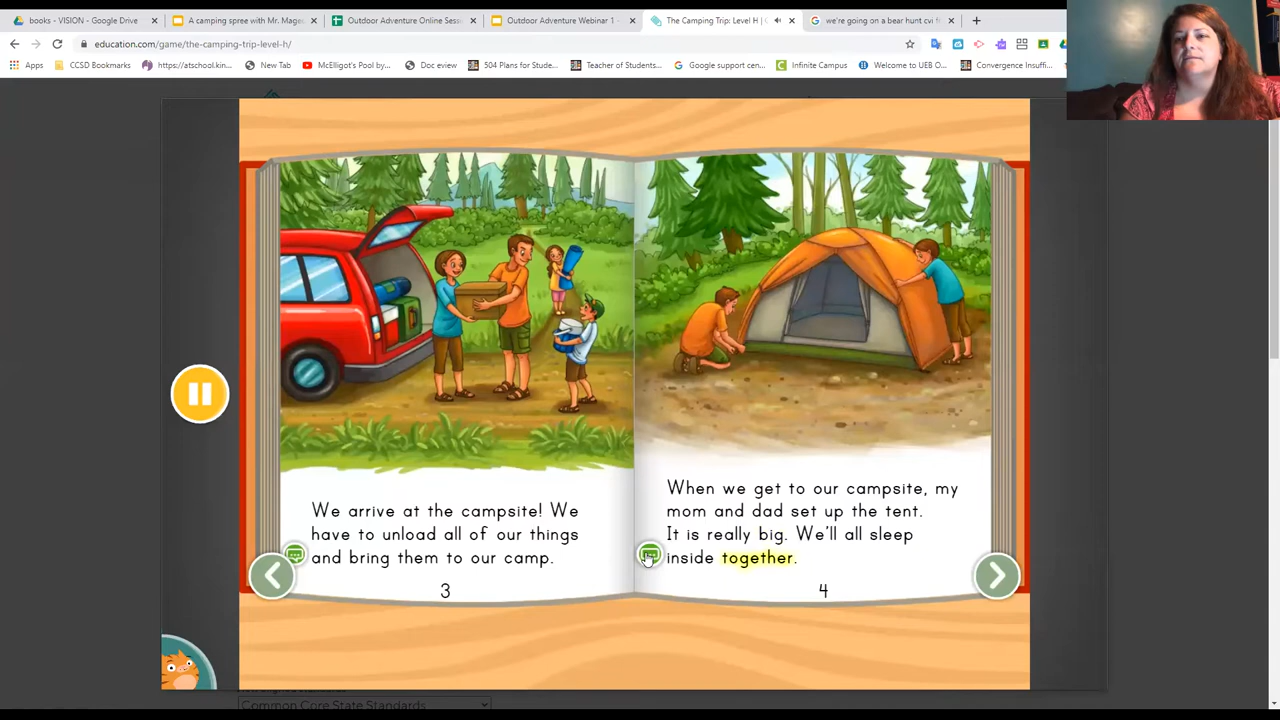 books - VISION - Google Drive
A camping spree with Mr. Mage
Outdoor Adventure Online Sess
Outdoor Adventure Webinar 1 -
The Camping Trip: Level H |
we're going on a bear hunt cvi f
education.com/game/the-camping-trip-level-h/
Apps
CCSD Bookmarks
https://atschool.kin...
New Tab
McElligot's Pool by...
Doc eview
504 Plans for Stude...
Teacher of Students...
Google support cen...
Infinite Campus
Welcome to UEB O...
Convergence Insuffi...
We arrive at the campsite! We
have to unload all of our things
and bring them to our camp.
3
When we get to our campsite, my
mom and dad set up the tent.
It is really big. We'll all sleep
inside together.
4
Common Core State Standards